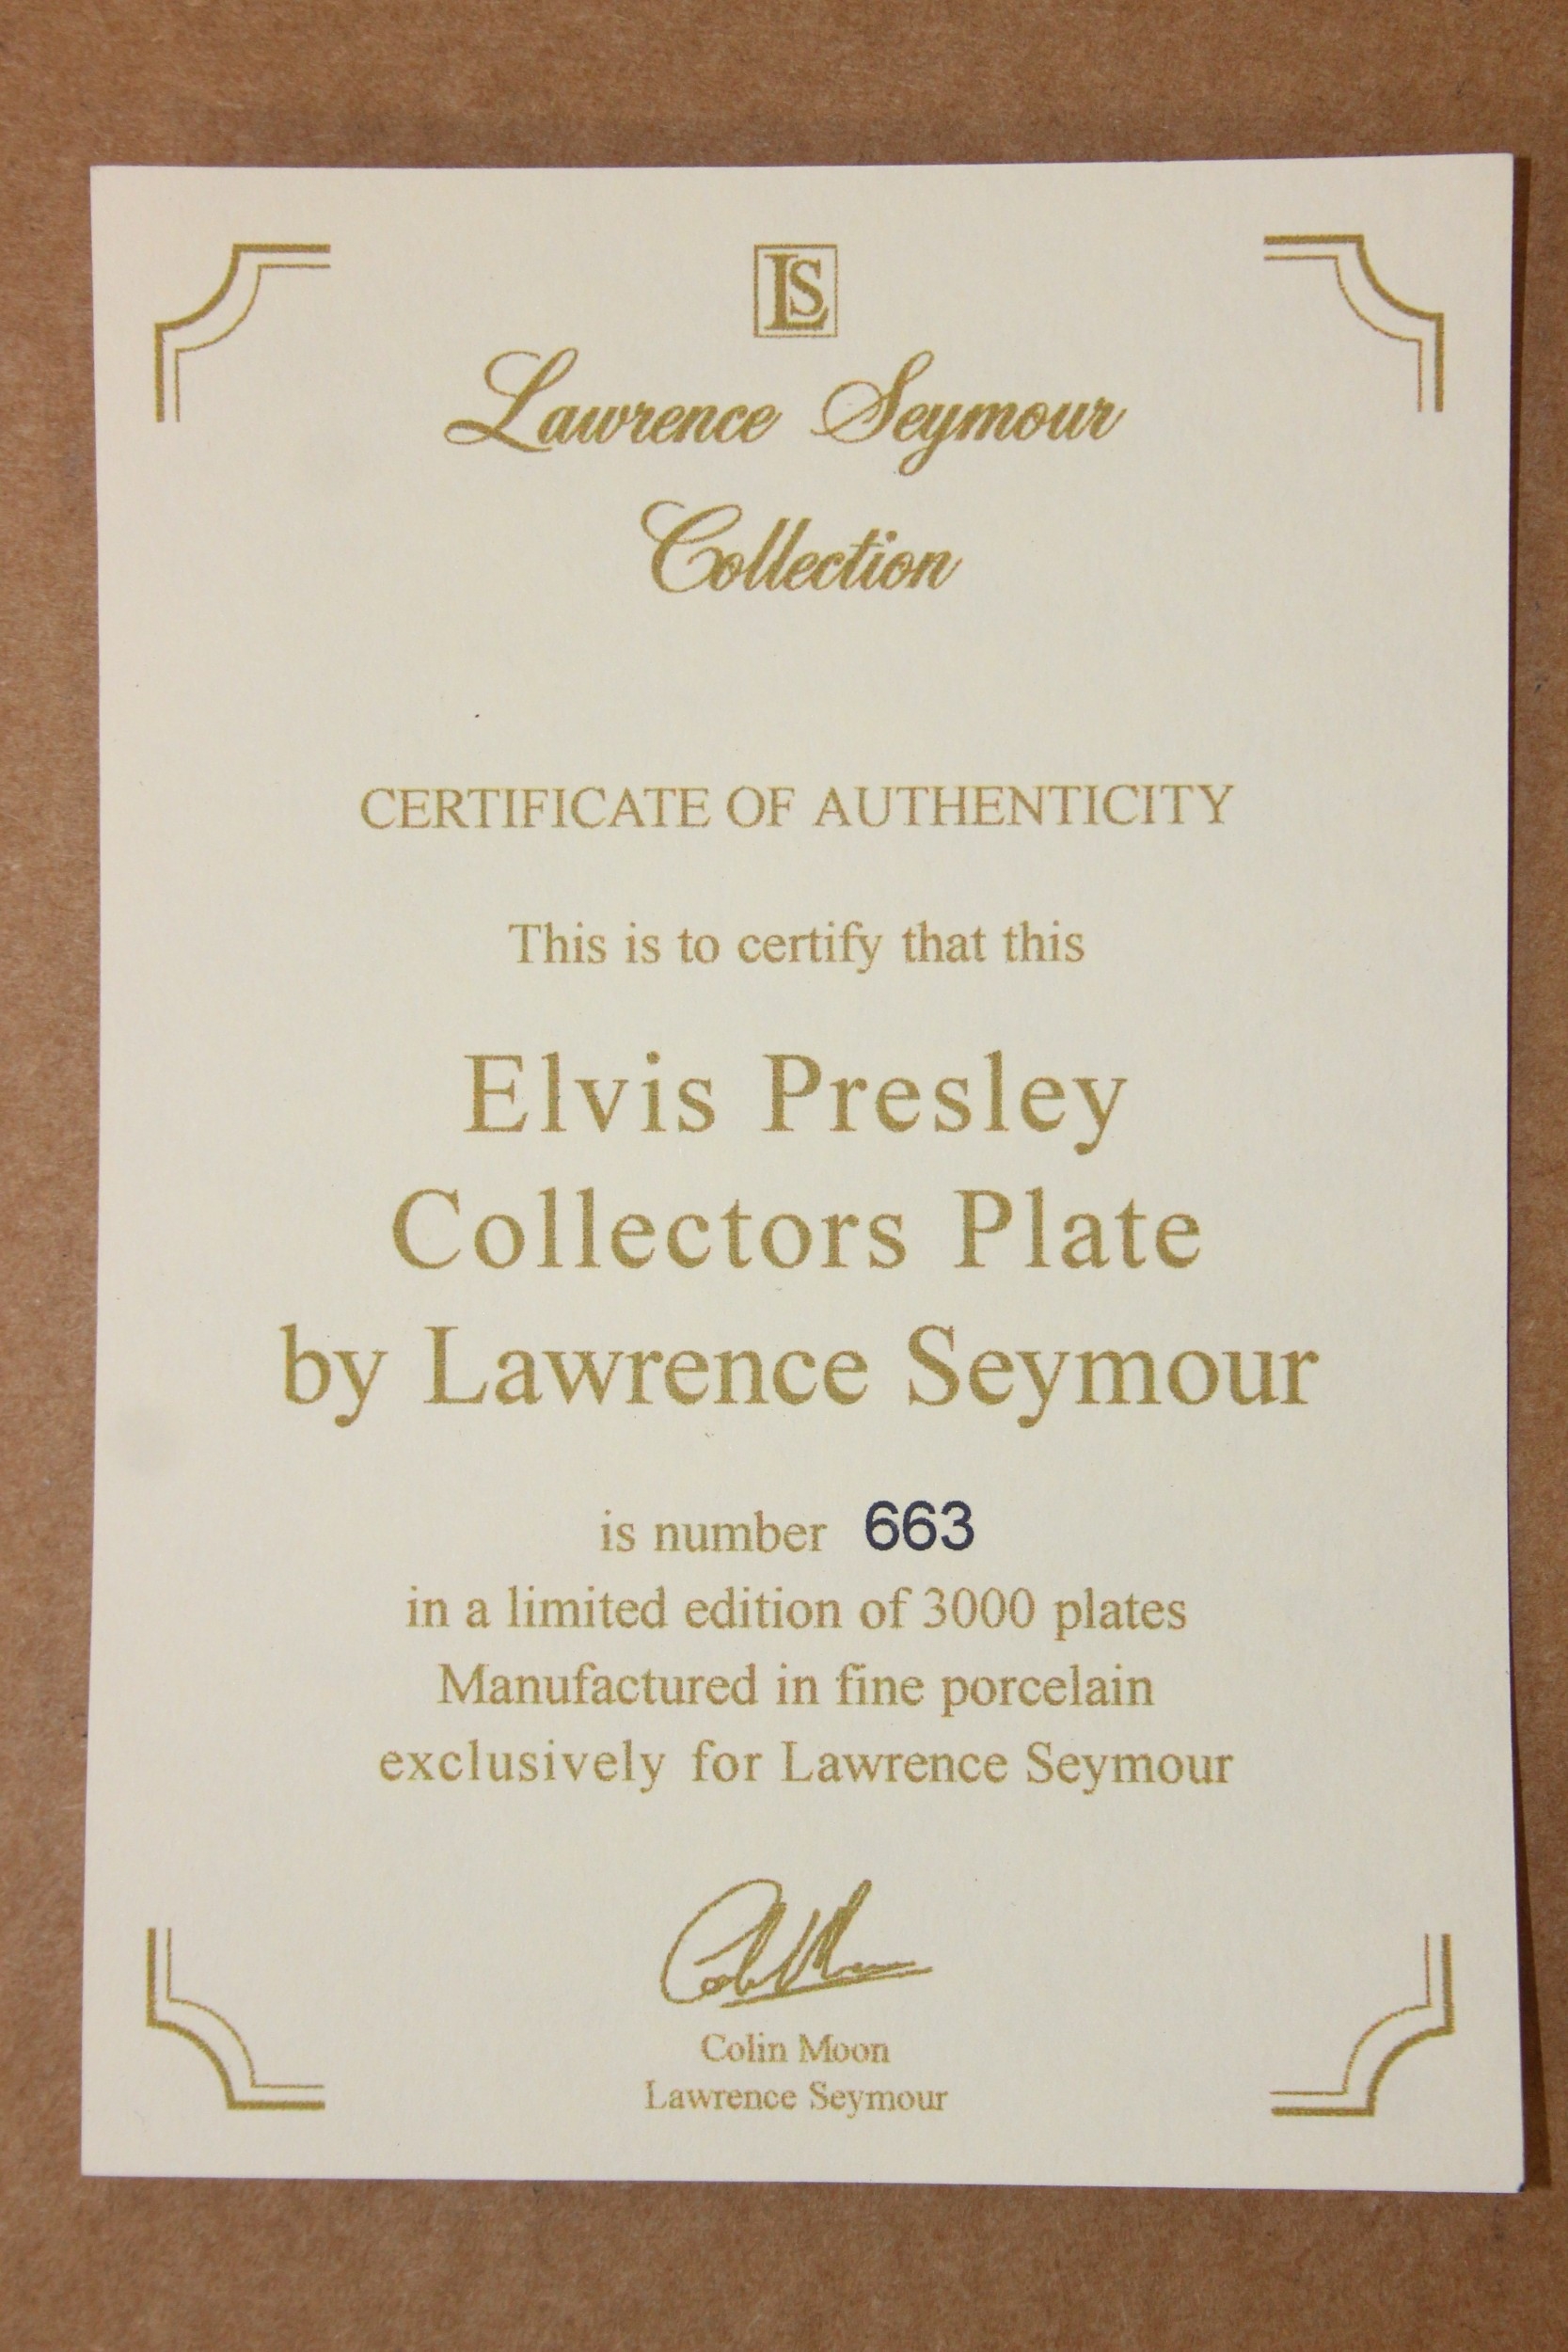 LS
Lawrence Seymour
Collection
CERTIFICATE OF AUTHENTICITY
This is to certify that this
Elvis Presley
Collectors Plate
by Lawrence Seymour
is number 663
in a limited edition of 3000 plates
Manufactured in fine porcelain
exclusively for Lawrence Seymour
Colin Moon
Lawrence Seymour